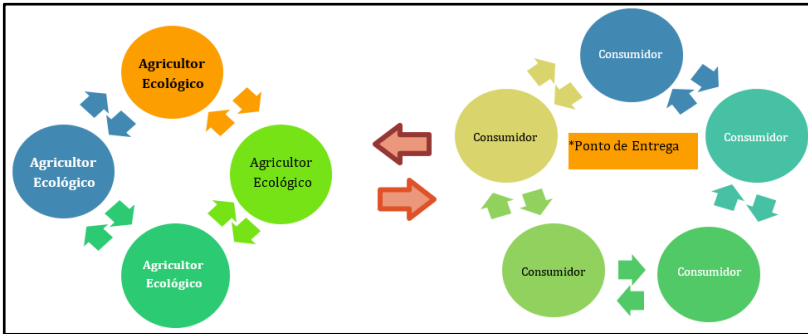 Agricultor
Ecológico
Agricultor
Ecológico
Agricultor
Ecológico
Agricultor
Ecológico
Consumidor
Consumidor
Consumidor
*Ponto de Entrega
Consumidor
Consumidor